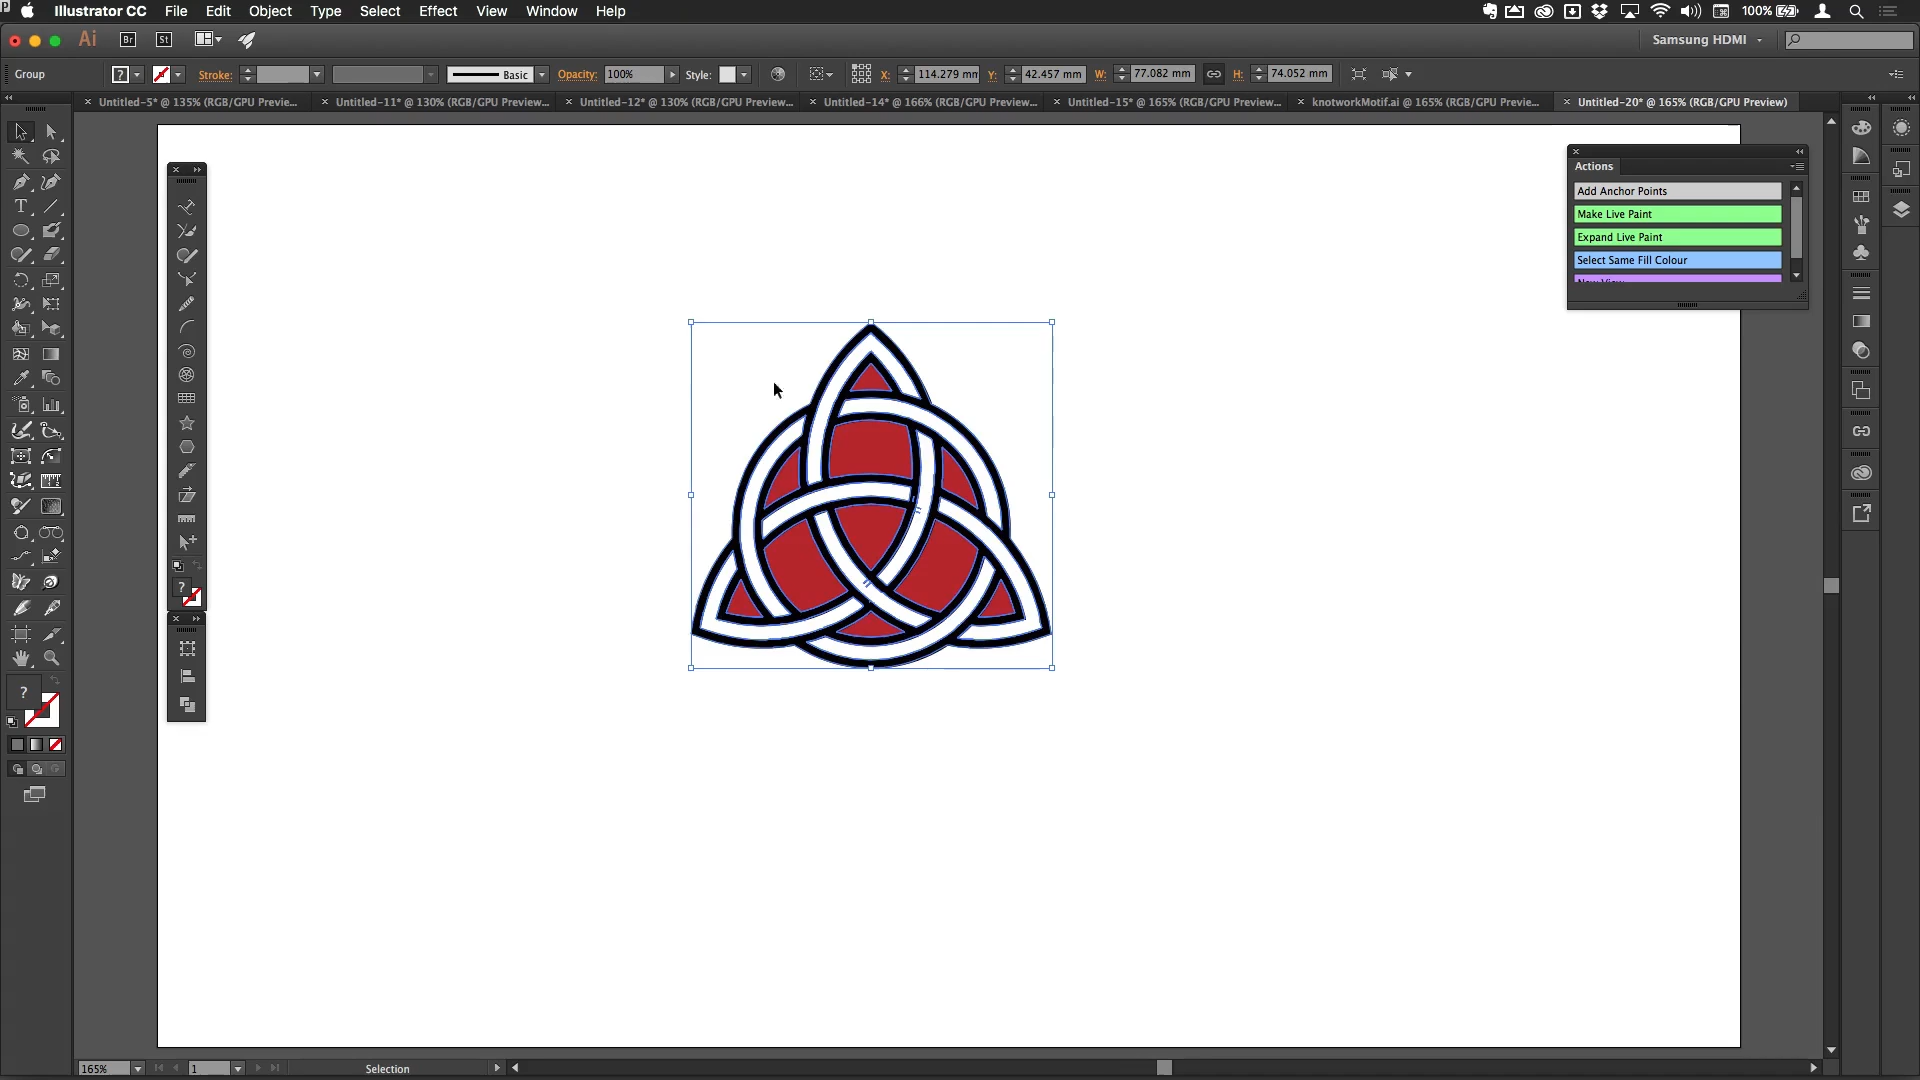 Illustrator CC File Edit Object Type Select Effect View Window Help 100%
Ai Br St Samsung HDMI
Group ? Stroke: Basic Opacity: 100% Style: X: 114.279 mm Y: 42.457 mm W: 77.082 mm H: 74.052 mm
Untitled-5* @ 135% (RGB/GPU Previe... Untitled-11* @ 130% (RGB/GPU Preview... Untitled-12* @ 130% (RGB/GPU Preview... Untitled-14* @ 166% (RGB/GPU Preview... Untitled-15* @ 165% (RGB/GPU Preview... knotworkMotif.ai @ 165% (RGB/GPU Previe... Untitled-20* @ 165% (RGB/GPU Preview)
Actions
Add Anchor Points
Make Live Paint
Expand Live Paint
Select Same Fill Colour
T
?
?
165% 1 Selection